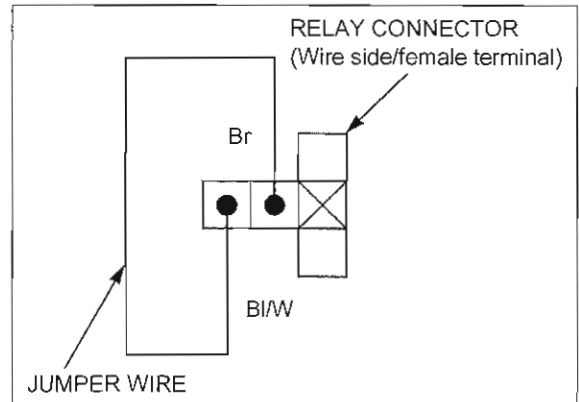 RELAY CONNECTOR
(Wire side/female terminal)
Br
Bl/W
JUMPER WIRE